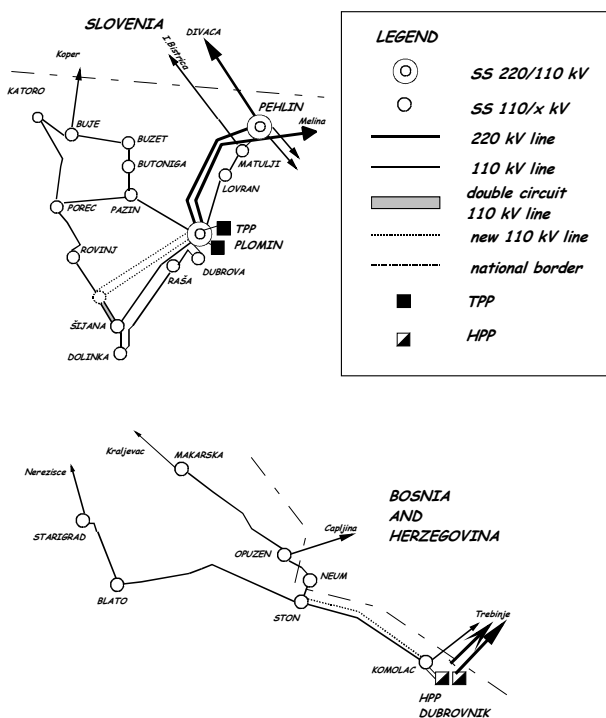 SLOVENIA
DIVACA
I.Bistrica
Koper
KATORO
PEHLIN
Melina
BUJE
BUZET
BUTONIGA
MATULJI
LOVRAN
POREC
PAZIN
TPP
PLOMIN
ROVINJ
DUBROVA
RAŠA
ŠIJANA
DOLINKA
LEGEND
SS 220/110 kV
SS 110/x kV
220 kV line
110 kV line
double circuit
110 kV line
new 110 kV line
national border
TPP
HPP
Kraljevac
MAKARSKA
Nerezisce
BOSNIA
AND
HERZEGOVINA
STARIGRAD
Capljina
OPUZEN
NEUM
BLATO
STON
Trebinje
KOMOLAC
HPP
DUBROVNIK